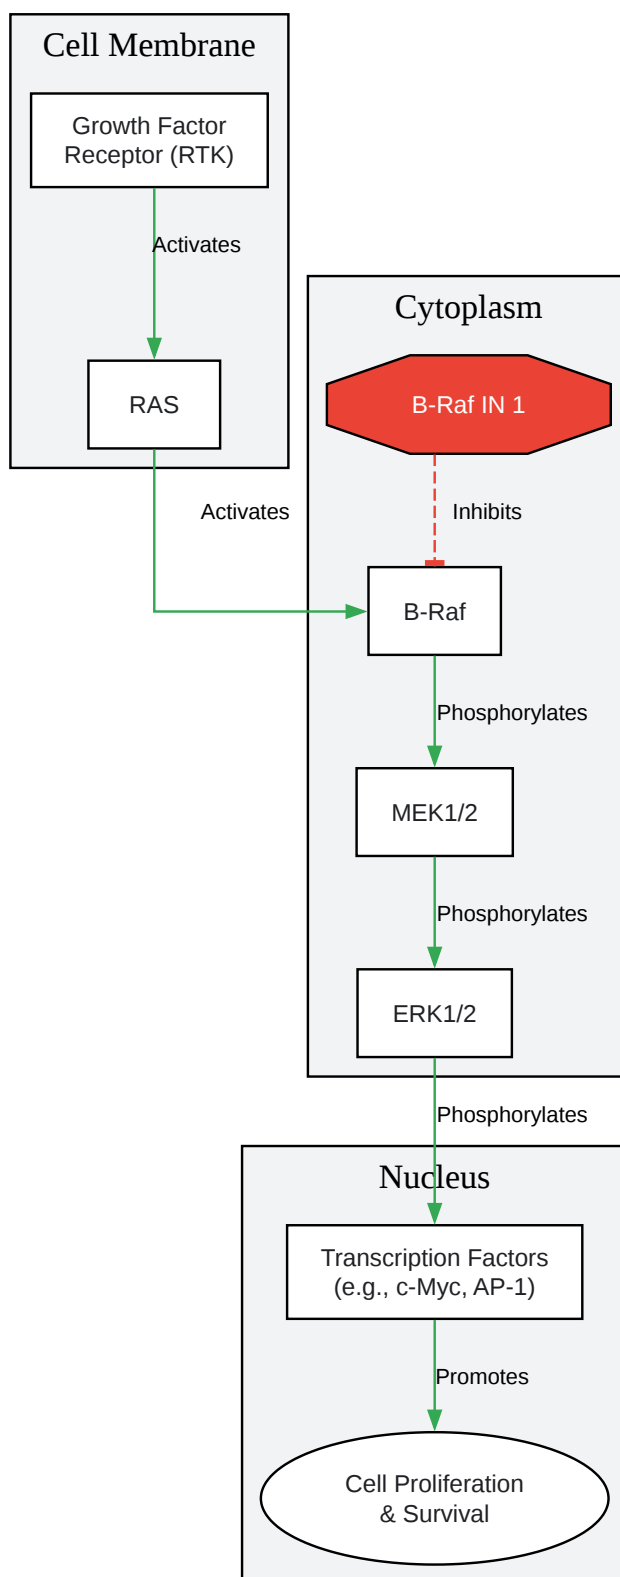 Cell Membrane
Growth Factor
Receptor (RTK)
Activates
RAS
Activates
Cytoplasm
B-Raf IN 1
Inhibits
B-Raf
Phosphorylates
MEK1/2
Phosphorylates
ERK1/2
Phosphorylates
Nucleus
Transcription Factors
(e.g., c-Myc, AP-1)
Promotes
Cell Proliferation
& Survival